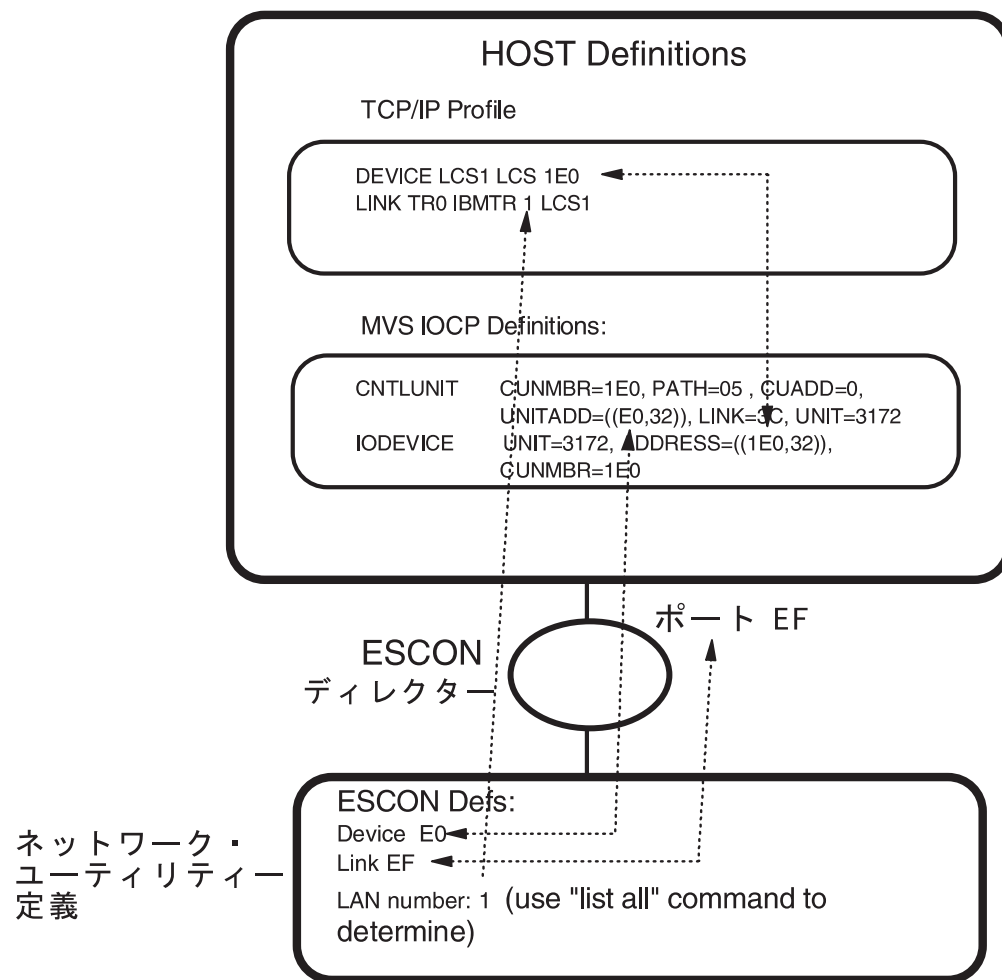 HOST Definitions
TCP/IP Profile
DEVICE LCS1 LCS 1E0
LINK TR0 IBMTR 1 LCS1
MVS IOCP Definitions:
CNTLUNIT CUNMBR=1E0, PATH=05 , CUADD=0,
UNITADD=((E0,32)), LINK=3C, UNIT=3172
IODEVICE UNIT=3172, ADDRESS=((1E0,32)),
CUNMBR=1E0
ポート EF
ESCON
ディレクター
ESCON Defs:
Device E0
Link EF
LAN number: 1 (use "list all" command to
determine)
ネットワーク・
ユーティリティー
定義